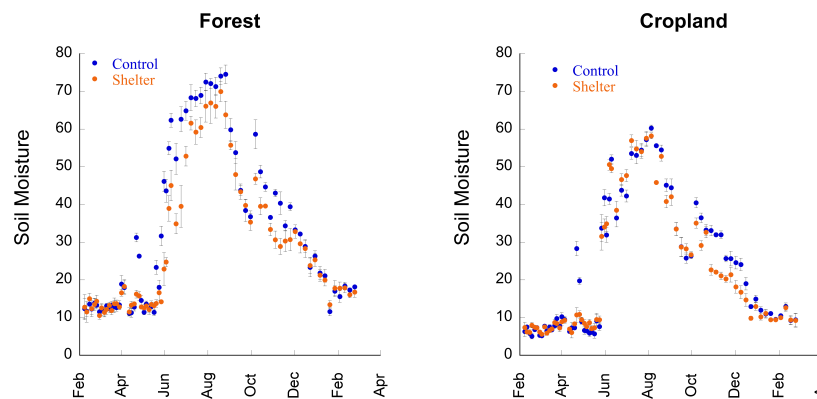 Forest
Cropland
80
70
60
50
40
30
20
10
0
Control
Shelter
Soil Moisture
Feb
Apr
Jun
Aug
Oct
Dec
Feb
Apr
80
70
60
50
40
30
20
10
0
Control
Shelter
Soil Moisture
Feb
Apr
Jun
Aug
Oct
Dec
Feb